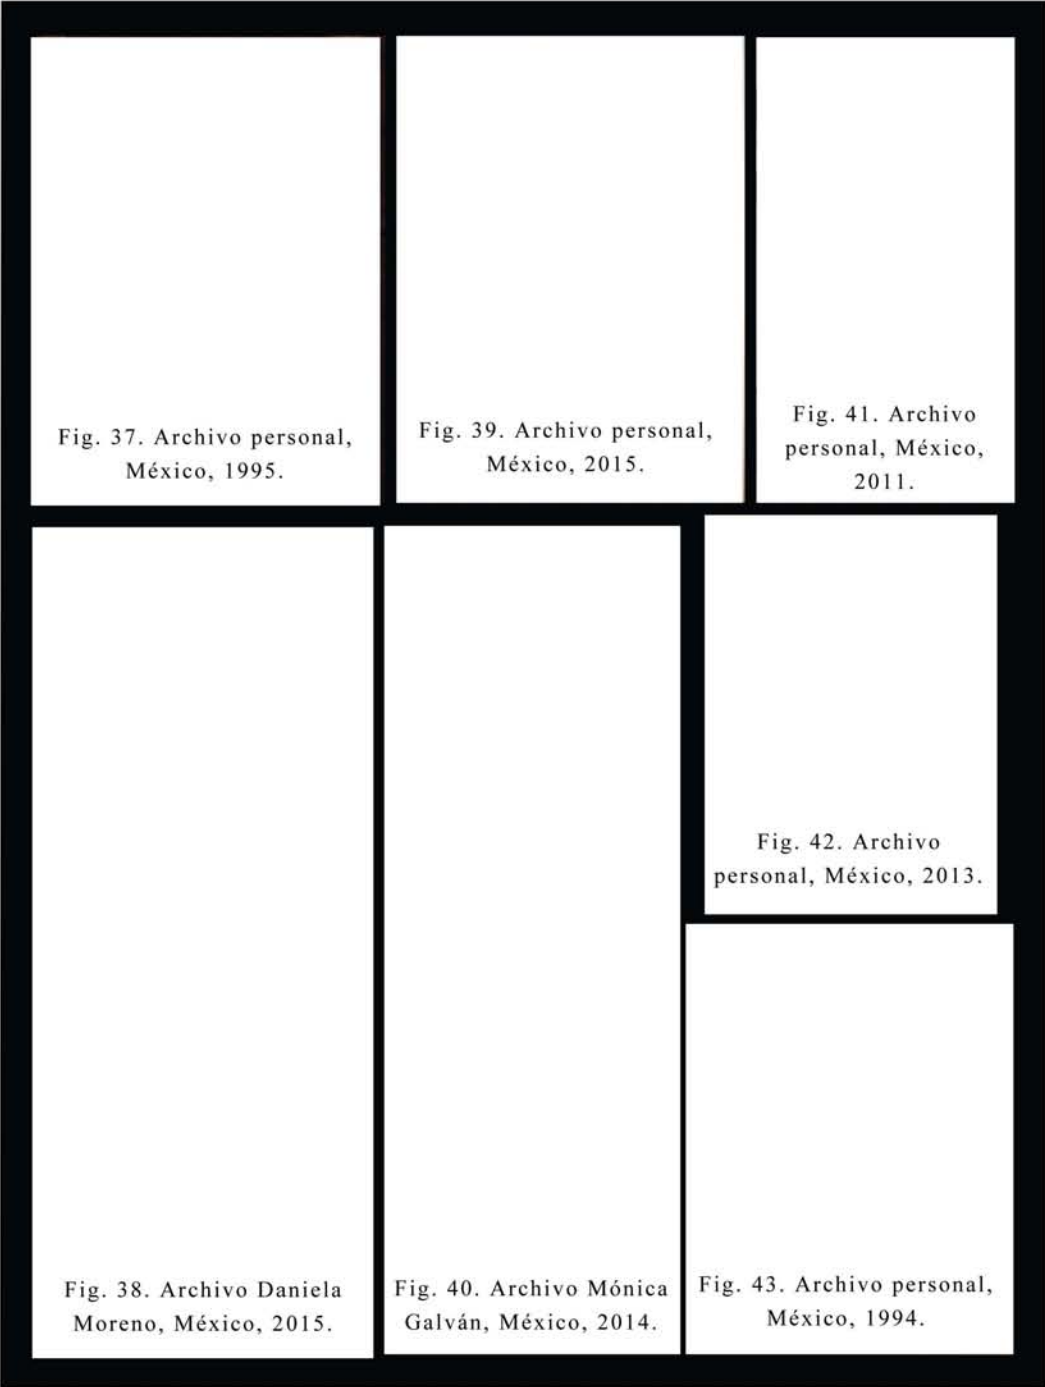 Fig. 37. Archivo personal,
México, 1995.
Fig. 39. Archivo personal,
México, 2015.
Fig. 41. Archivo
personal, México,
2011.
Fig. 38. Archivo Daniela
Moreno, México, 2015.
Fig. 40. Archivo Mónica
Galván, México, 2014.
Fig. 42. Archivo
personal, México, 2013.
Fig. 43. Archivo personal,
México, 1994.